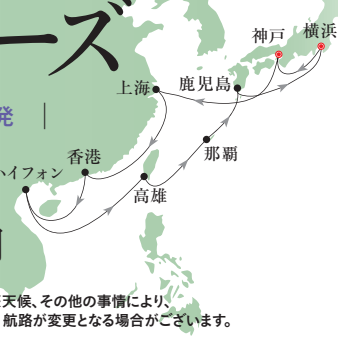 ーズ
神戸
横浜
上海
鹿児島
発
那覇
香港
ハイフォン
高雄
天候、その他の事情により、
航路が変更となる場合がございます。